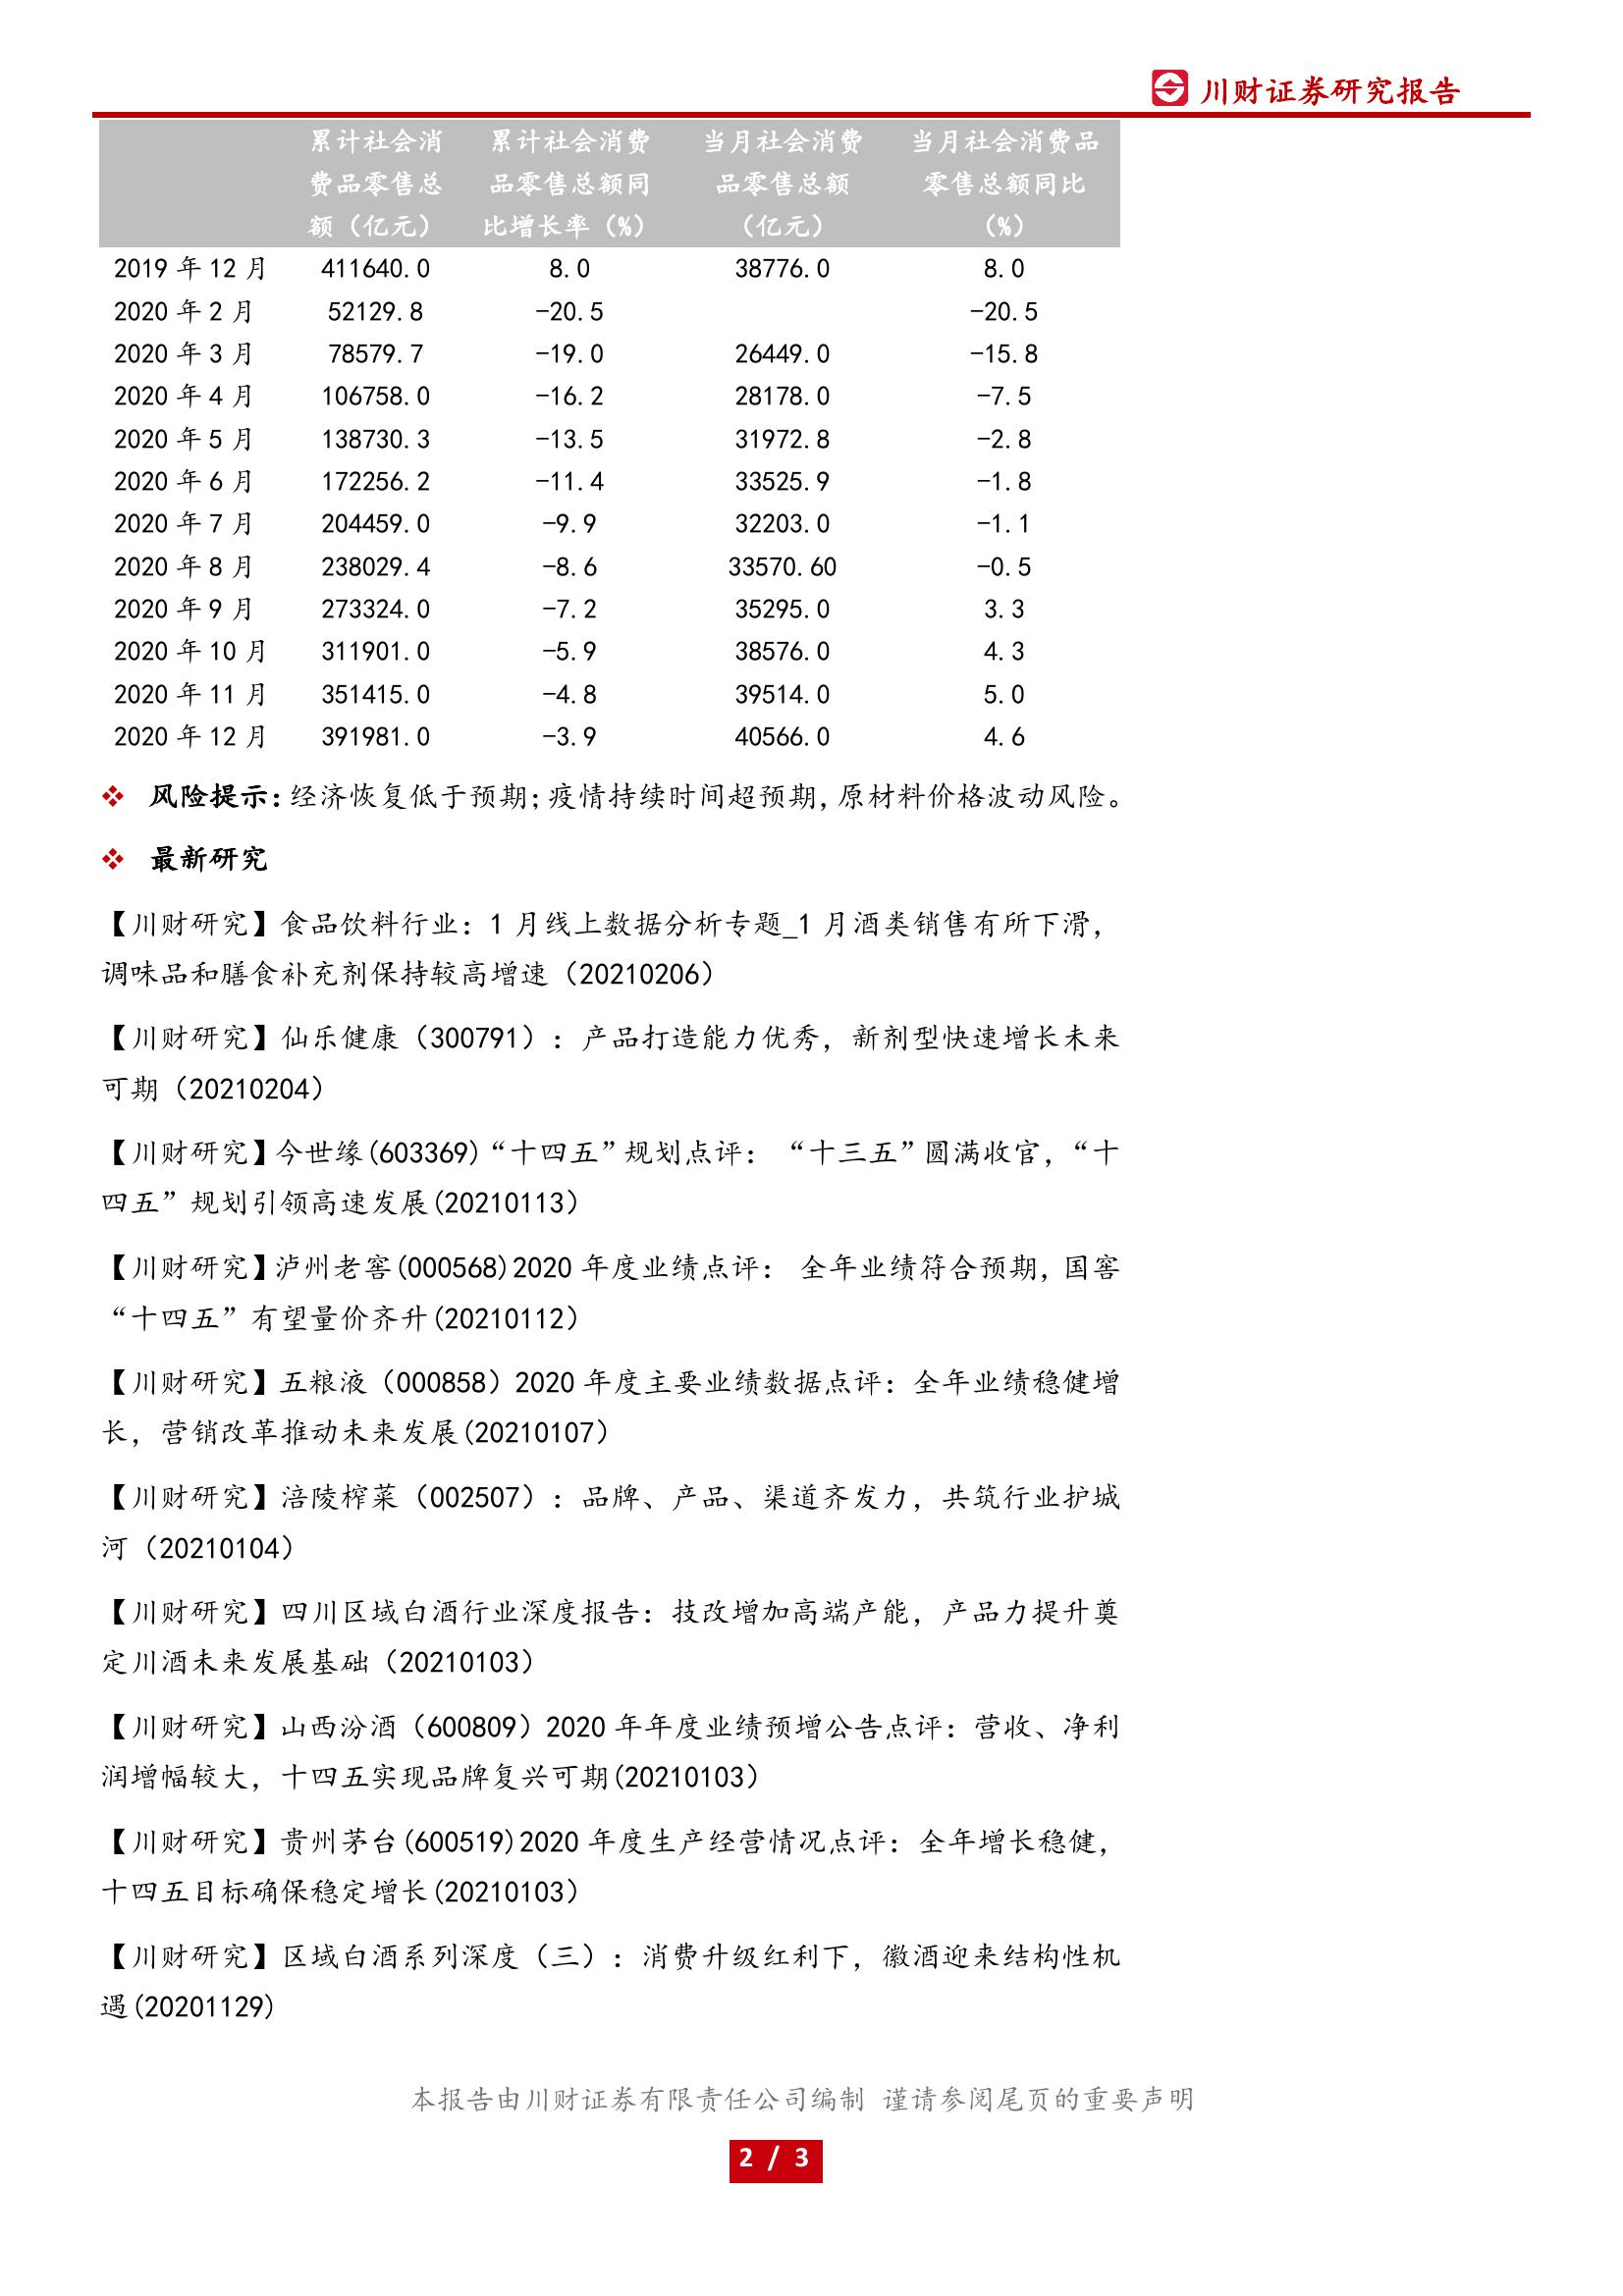 川财证券研究报告
累计社会消 累计社会消费 当月社会消费 当月社会消费品
费品零售总 品零售总额同 品零售总额 零售总额同比
额（亿元） 比增长率（%） （亿元） （%）
2019 年 12 月 411640.0 8.0 38776.0 8.0
2020 年 2 月 52129.8 -20.5 -20.5
2020 年 3 月 78579.7 -19.0 26449.0 -15.8
2020 年 4 月 106758.0 -16.2 28178.0 -7.5
2020 年 5 月 138730.3 -13.5 31972.8 -2.8
2020 年 6 月 172256.2 -11.4 33525.9 -1.8
2020 年 7 月 204459.0 -9.9 32203.0 -1.1
2020 年 8 月 238029.4 -8.6 33570.60 -0.5
2020 年 9 月 273324.0 -7.2 35295.0 3.3
2020 年 10 月 311901.0 -5.9 38576.0 4.3
2020 年 11 月 351415.0 -4.8 39514.0 5.0
2020 年 12 月 391981.0 -3.9 40566.0 4.6
❖ 风险提示：经济恢复低于预期；疫情持续时间超预期，原材料价格波动风险。
❖ 最新研究
【川财研究】食品饮料行业：1 月线上数据分析专题_1 月酒类销售有所下滑，
调味品和膳食补充剂保持较高增速（20210206）
【川财研究】仙乐健康（300791）：产品打造能力优秀，新剂型快速增长未来
可期（20210204）
【川财研究】今世缘(603369)“十四五”规划点评： “十三五”圆满收官，“十
四五”规划引领高速发展(20210113）
【川财研究】泸州老窖(000568)2020 年度业绩点评： 全年业绩符合预期，国窖
“十四五”有望量价齐升(20210112）
【川财研究】五粮液（000858）2020 年度主要业绩数据点评：全年业绩稳健增
长，营销改革推动未来发展(20210107）
【川财研究】涪陵榨菜（002507）：品牌、产品、渠道齐发力，共筑行业护城
河（20210104）
【川财研究】四川区域白酒行业深度报告：技改增加高端产能，产品力提升奠
定川酒未来发展基础（20210103）
【川财研究】山西汾酒（600809）2020 年年度业绩预增公告点评：营收、净利
润增幅较大，十四五实现品牌复兴可期(20210103）
【川财研究】贵州茅台(600519)2020 年度生产经营情况点评：全年增长稳健，
十四五目标确保稳定增长(20210103）
【川财研究】区域白酒系列深度（三）：消费升级红利下，徽酒迎来结构性机
遇(20201129)
本报告由川财证券有限责任公司编制 谨请参阅尾页的重要声明
2 / 3